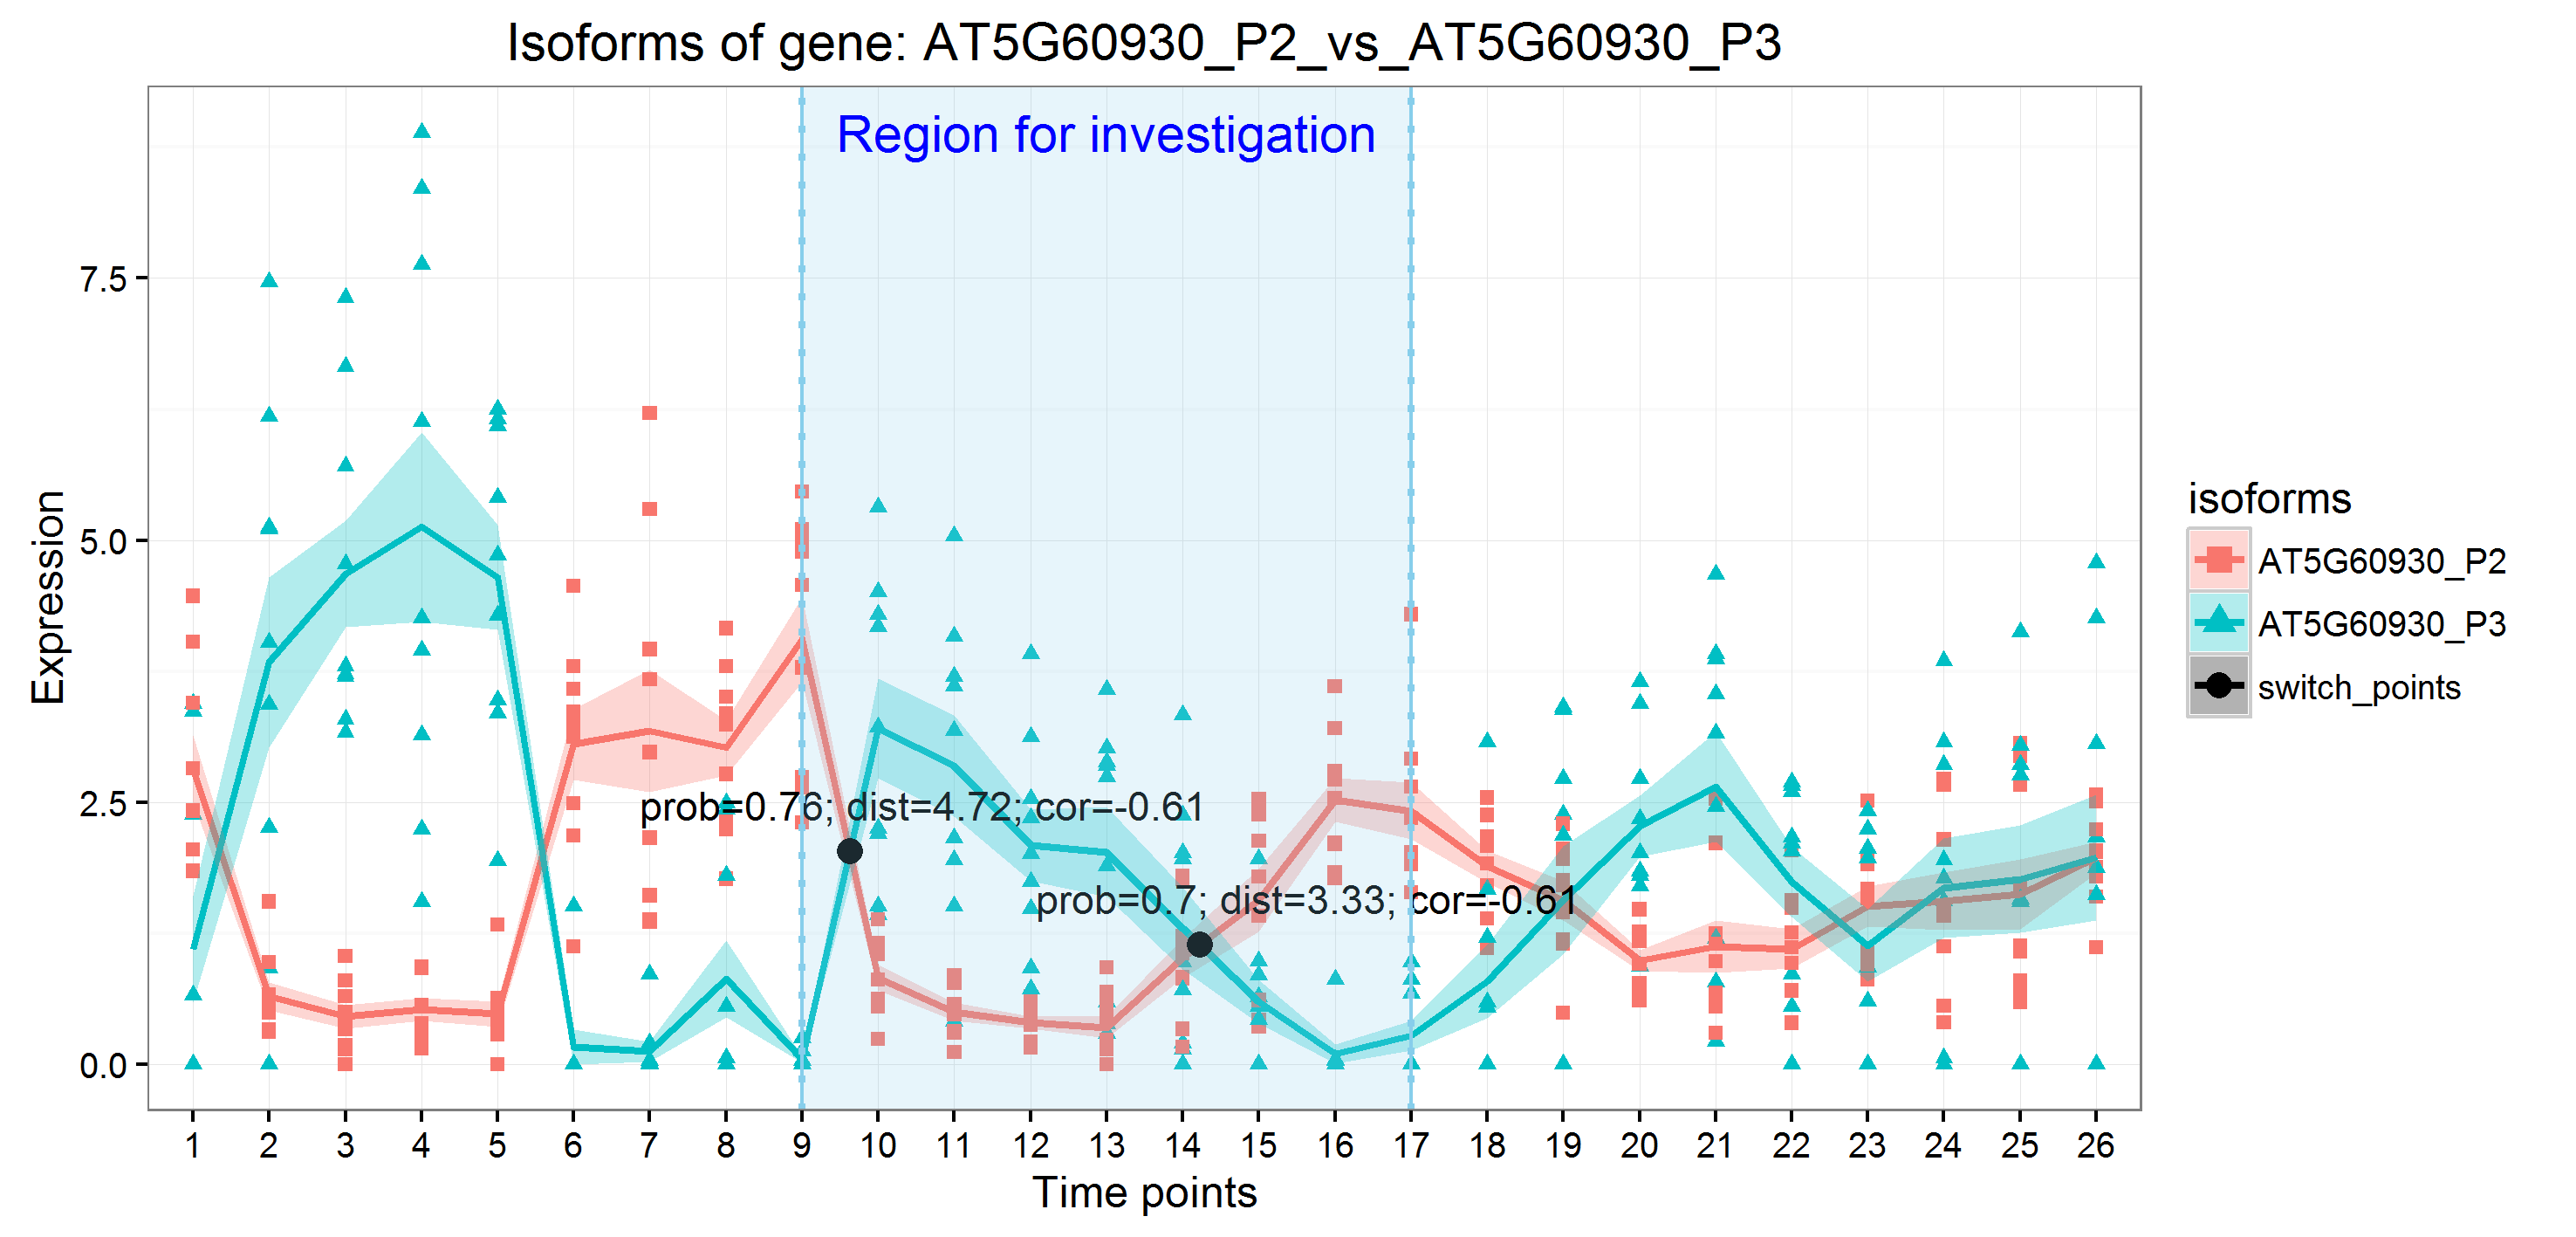 Isoforms of gene: AT5G60930_P2_vs_AT5G60930_P3
Region for investigation
Expression
7.5
5.0
2.5
0.0
prob=0.76; dist=4.72; cor=-0.61
prob=0.7; dist=3.33; cor=-0.61
1 2 3 4 5 6 7 8 9 10 11 12 13 14 15 16 17 18 19 20 21 22 23 24 25 26
Time points
isoforms
AT5G60930_P2
AT5G60930_P3
switch_points